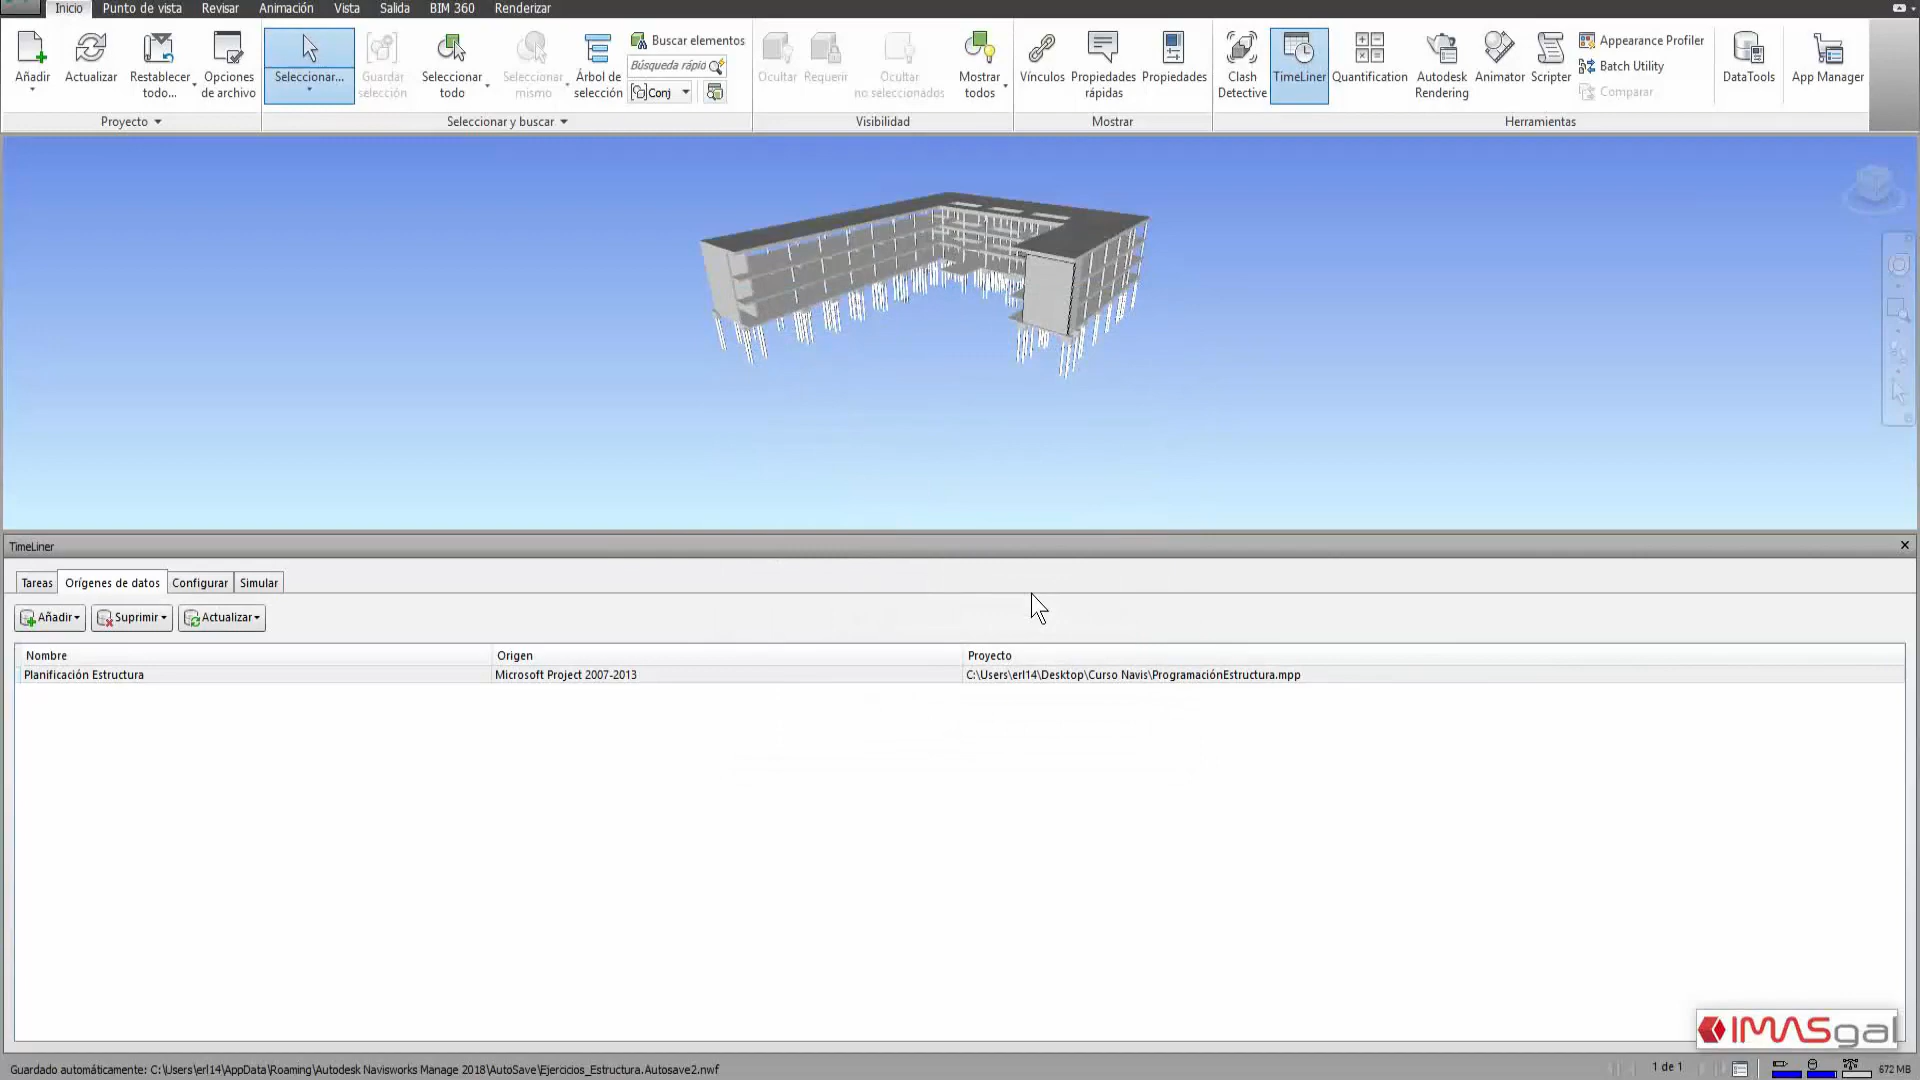 Inicio Punto de vista Revisar Animación Vista Salida BIM 360 Renderizar
Añadir Actualizar Restablecer todo... Opciones de archivo
Proyecto
Seleccionar... Guardar selección Seleccionar todo Seleccionar mismo Árbol de selección
Buscar elementos
Búsqueda rápid
Conj
Seleccionar y buscar
Ocultar Requerir Ocultar no seleccionados Mostrar todos
Visibilidad
Vínculos Propiedades rápidas Propiedades
Mostrar
Clash Detective TimeLiner Quantification Autodesk Rendering Animator Scripter
Appearance Profiler
Batch Utility
Comparar
DataTools
App Manager
Herramientas
TimeLiner
Tareas Orígenes de datos Configurar Simular
Añadir Suprimir Actualizar
Nombre Origen Proyecto
Planificación Estructura Microsoft Project 2007-2013 C:\Users\erl14\Desktop\Curso Navis\ProgramaciónEstructura.mpp
IMASgal
Guardado automáticamente: C:\Users\erl14\AppData\Roaming\Autodesk Navisworks Manage 2018\AutoSave\Ejercicios_Estructura.Autosave2.nwf
1 de 1
672 MB